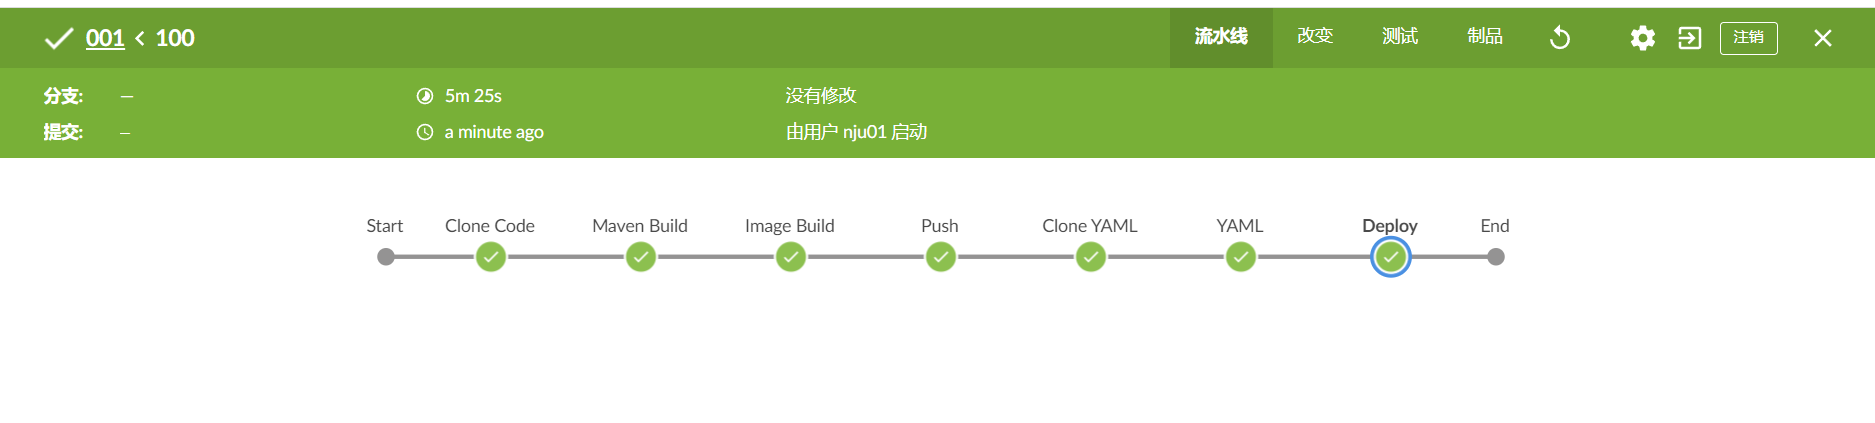 001 < 100 流水线 改变 测试 制品 注销
分支: — 5m 25s 没有修改
提交: – a minute ago 由用户 nju01 启动
Start Clone Code Maven Build Image Build Push Clone YAML YAML Deploy End